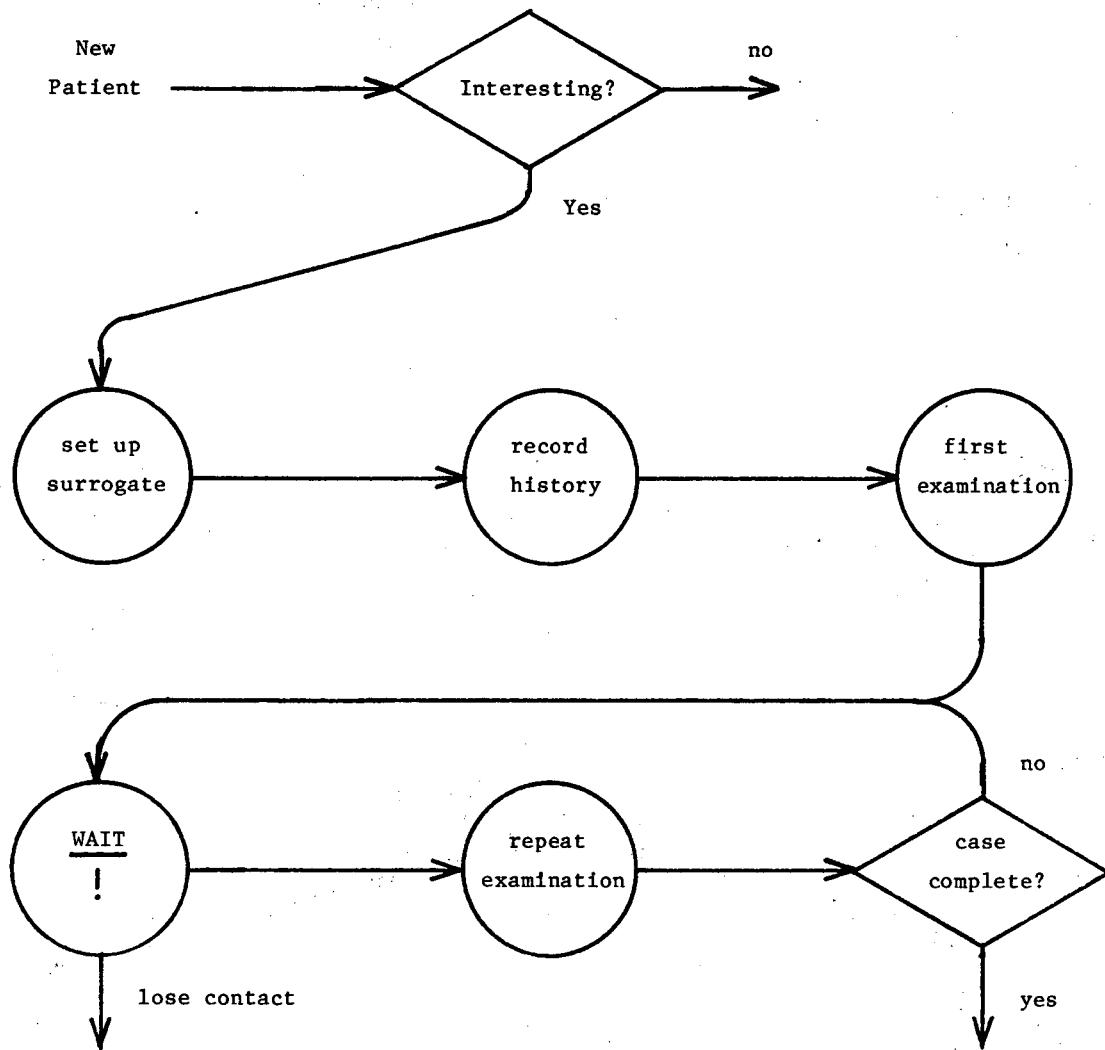 New
Patient
Interesting?
no
Yes
set up
surrogate
record
history
first
examination
no
WAIT
!
repeat
examination
case
complete?
lose contact
yes